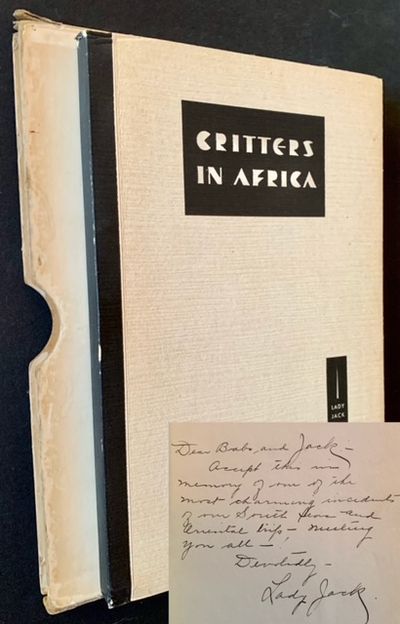 CRITTERS
IN AFRICA
LADY
JACK
Dear Babs and Jack –
Accept this in
memory of one of the
most charming incidents
of our South Seas and
Oriental trip – meeting
you all –
Devotedly –
Lady Jack.